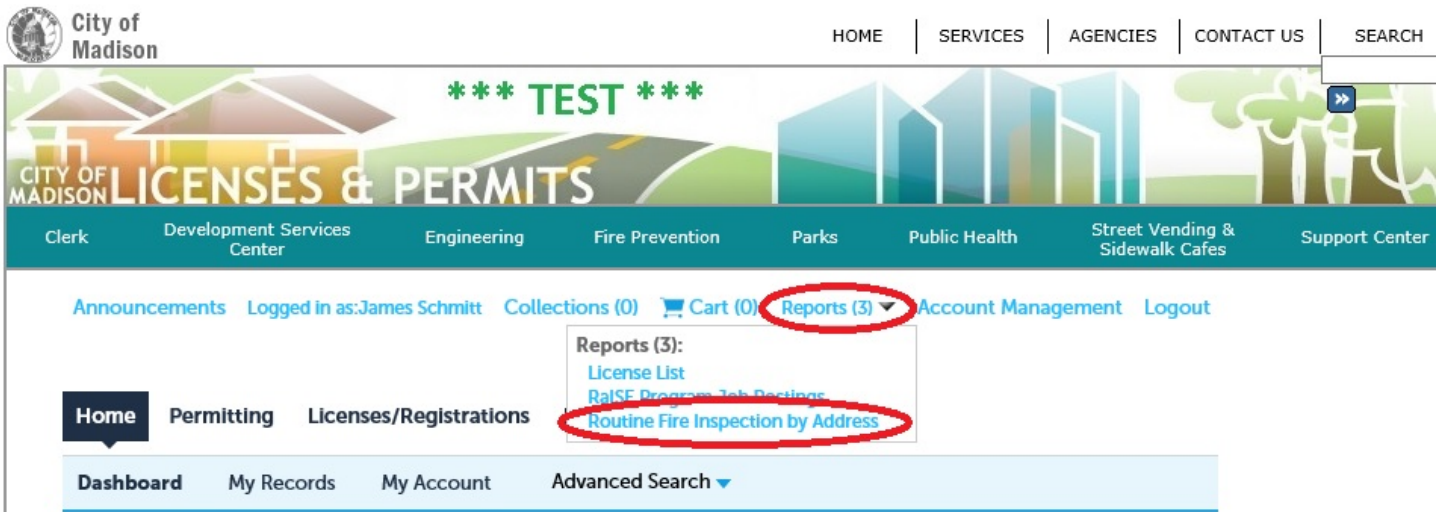 City of
Madison
HOME SERVICES AGENCIES CONTACT US SEARCH
*** TEST ***
CITY OF
MADISON LICENSES & PERMITS
Clerk Development Services
Center Engineering Fire Prevention Parks Public Health Street Vending &
Sidewalk Cafes Support Center
Announcements Logged in as:James Schmitt Collections (0) Cart (0) Reports (3) Account Management Logout
Reports (3):
License List
RaISE Program Job Postings
Routine Fire Inspection by Address
Home Permitting Licenses/Registrations
Dashboard My Records My Account Advanced Search